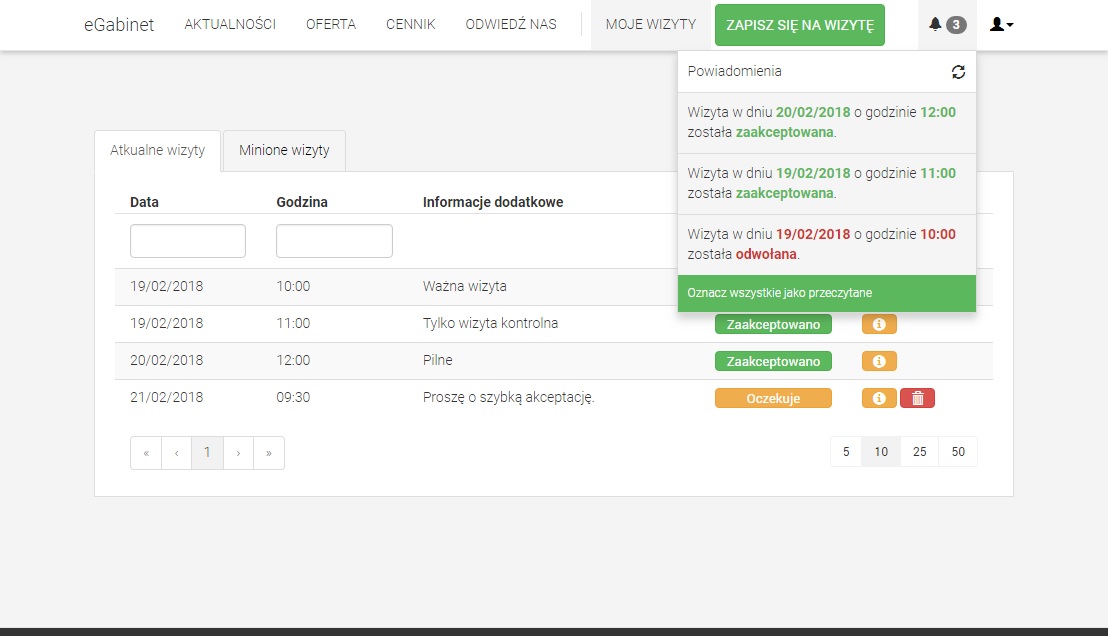 eGabinet AKTUALNOŚCI OFERTA CENNIK ODWIEDŹ NAS MOJE WIZYTY ZAPISZ SIĘ NA WIZYTĘ 3
Powiadomienia
Wizyta w dniu 20/02/2018 o godzinie 12:00
została zaakceptowana.
Wizyta w dniu 19/02/2018 o godzinie 11:00
została zaakceptowana.
Wizyta w dniu 19/02/2018 o godzinie 10:00
została odwołana.
Oznacz wszystkie jako przeczytane
Atkualne wizyty Minione wizyty
Data Godzina Informacje dodatkowe
19/02/2018 10:00 Ważna wizyta
19/02/2018 11:00 Tylko wizyta kontrolna Zaakceptowano
20/02/2018 12:00 Pilne Zaakceptowano
21/02/2018 09:30 Proszę o szybką akceptację. Oczekuje
« ‹ 1 › » 5 10 25 50